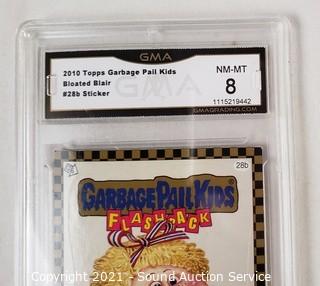 GMA
2010 Topps Garbage Pail Kids
Bloated Blair
#28b Sticker
NM-MT
8
1115219442
GMAGRADING.COM
28b
GARBAGE PAIL KIDS
FLASHBACK
Copyright 2021 - Sound Auction Service